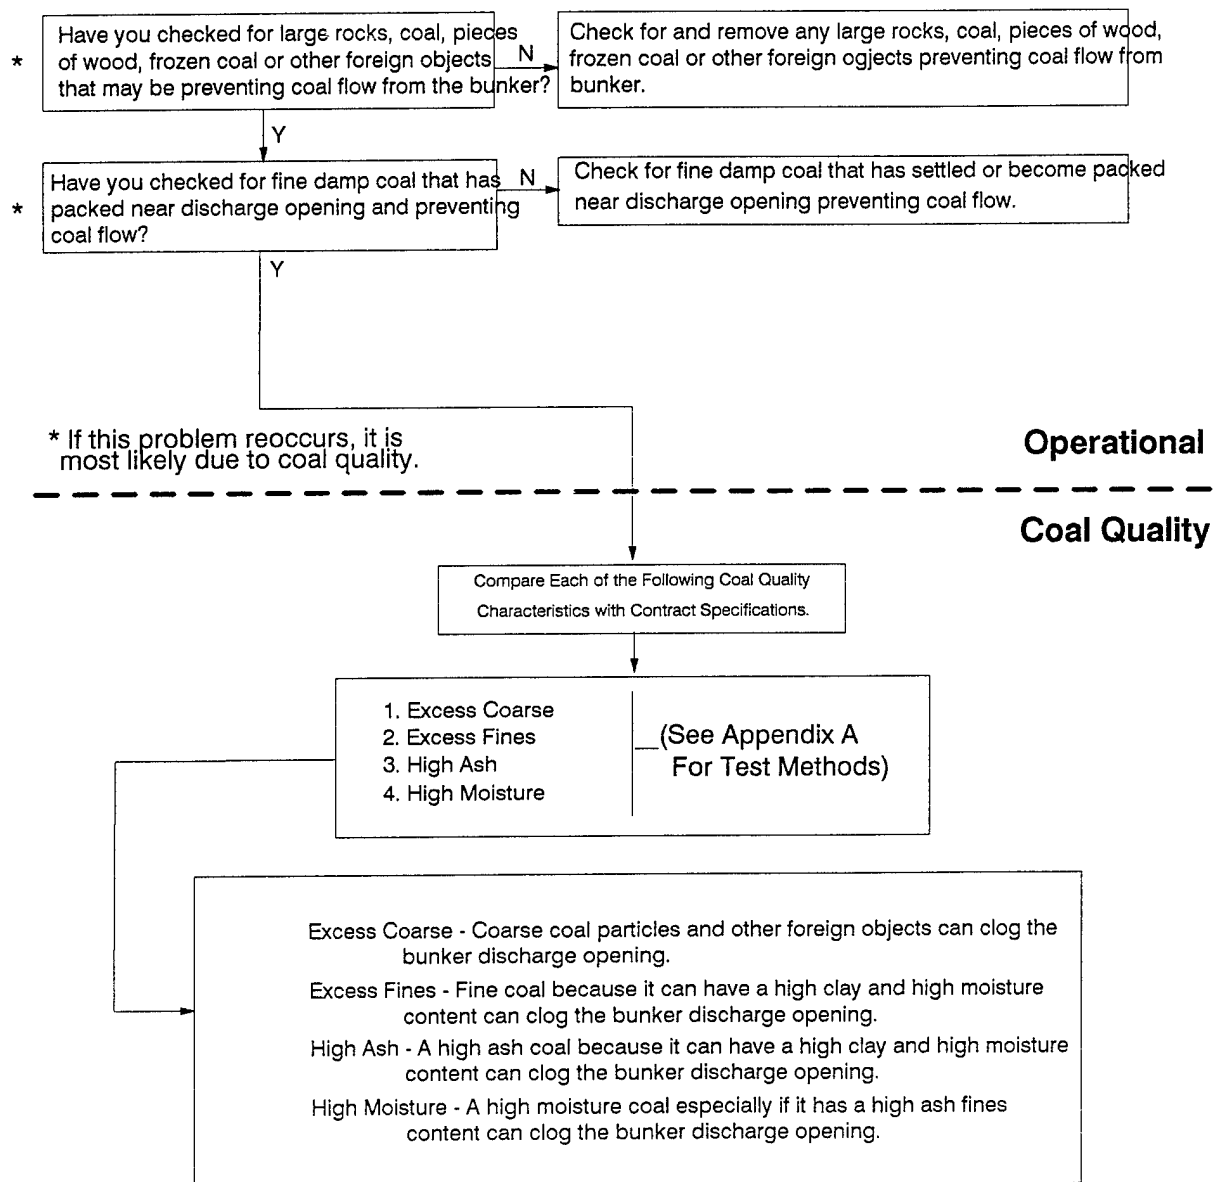 Have you checked for large rocks, coal, pieces
* of wood, frozen coal or other foreign objects
that may be preventing coal flow from the bunker?
N
Check for and remove any large rocks, coal, pieces of wood,
frozen coal or other foreign ogjects preventing coal flow from
bunker.
Y
Have you checked for fine damp coal that has
* packed near discharge opening and preventing
coal flow?
N
Check for fine damp coal that has settled or become packed
near discharge opening preventing coal flow.
Y
* If this problem reoccurs, it is
most likely due to coal quality.
Operational
Coal Quality
Compare Each of the Following Coal Quality
Characteristics with Contract Specifications.
1. Excess Coarse
2. Excess Fines
3. High Ash
4. High Moisture
(See Appendix A
For Test Methods)
Excess Coarse - Coarse coal particles and other foreign objects can clog the
bunker discharge opening.
Excess Fines - Fine coal because it can have a high clay and high moisture
content can clog the bunker discharge opening.
High Ash - A high ash coal because it can have a high clay and high moisture
content can clog the bunker discharge opening.
High Moisture - A high moisture coal especially if it has a high ash fines
content can clog the bunker discharge opening.